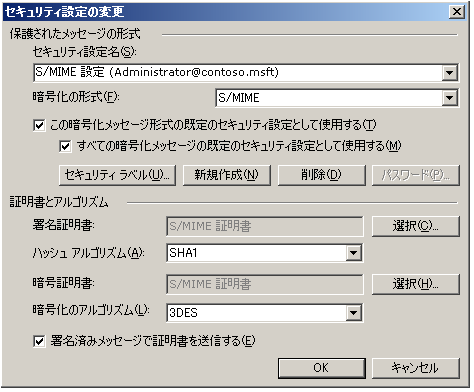 セキュリティ設定の変更
保護されたメッセージの形式
セキュリティ設定名(S):
S/MIME 設定 (Administrator@contoso.msft)
暗号化の形式(F):
S/MIME
この暗号化メッセージ形式の既定のセキュリティ設定として使用する(T)
すべての暗号化メッセージの既定のセキュリティ設定として使用する(M)
セキュリティ ラベル(U)...
新規作成(N)
削除(D)
パスワード(P)...
証明書とアルゴリズム
署名証明書:
S/MIME 証明書
選択(C)...
ハッシュ アルゴリズム(A):
SHA1
暗号証明書:
S/MIME 証明書
選択(H)...
暗号化のアルゴリズム(L):
3DES
署名済みメッセージで証明書を送信する(E)
OK
キャンセル